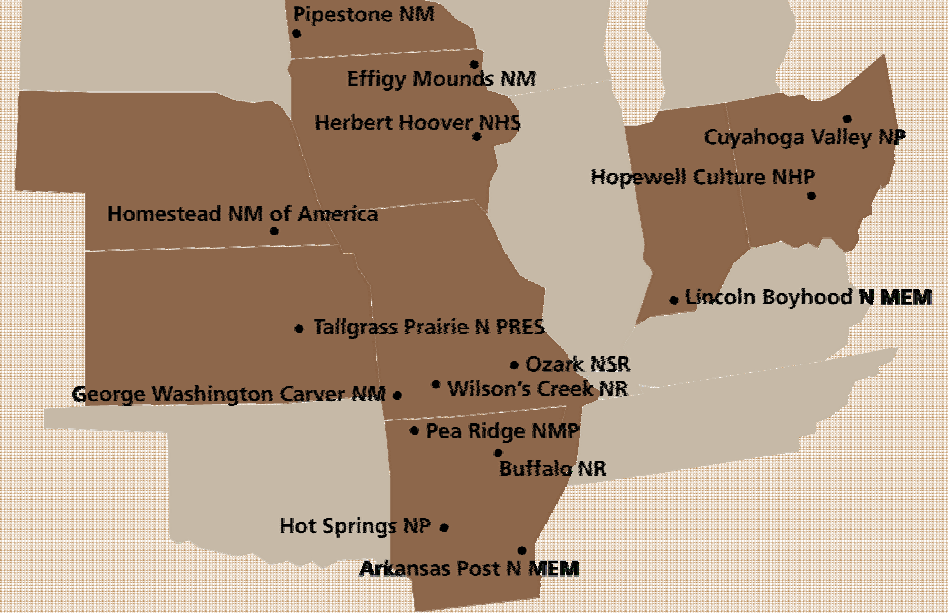 Pipestone NM
Effigy Mounds NM
Herbert Hoover NHS
Cuyahoga Valley NP
Hopewell Culture NHP
Homestead NM of America
Lincoln Boyhood N MEM
Tallgrass Prairie N PRES
Ozark NSR
Wilson's Creek NR
George Washington Carver NM
Pea Ridge NMP
Buffalo NR
Hot Springs NP
Arkansas Post N MEM